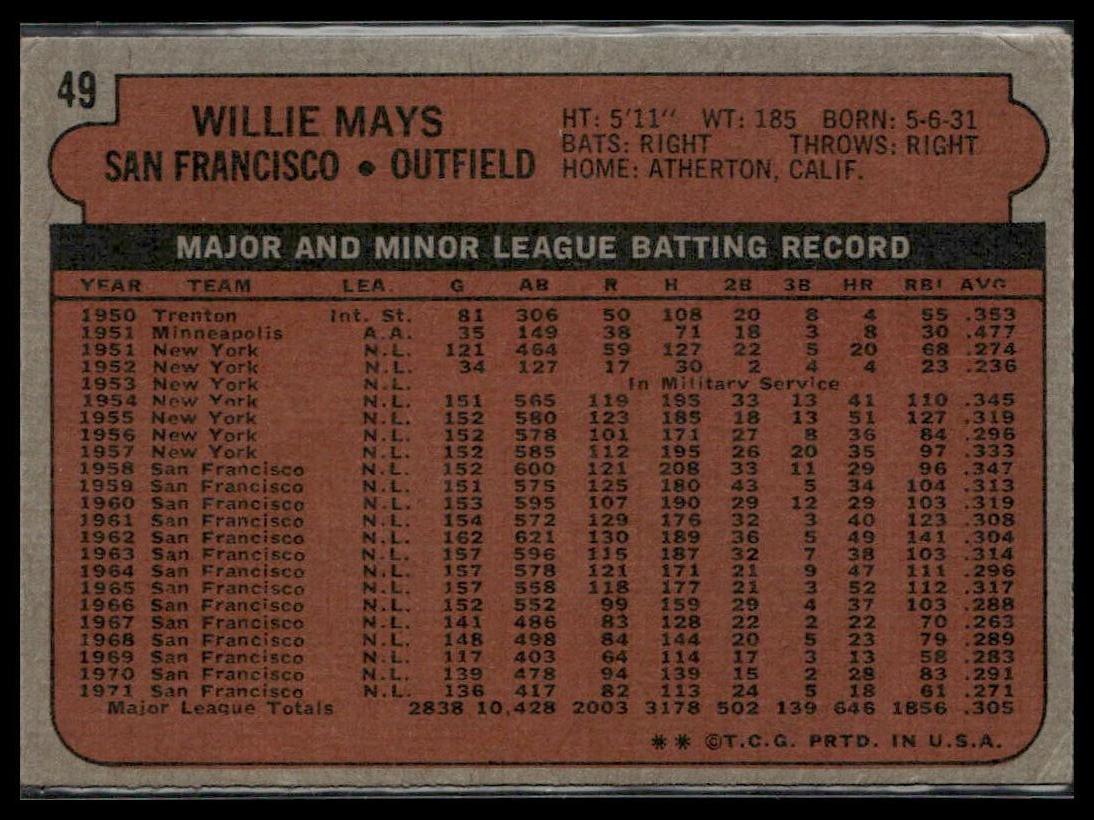 49
WILLIE MAYS
SAN FRANCISCO • OUTFIELD
HT: 5'11" WT: 185 BORN: 5-6-31
BATS: RIGHT THROWS: RIGHT
HOME: ATHERTON, CALIF.
MAJOR AND MINOR LEAGUE BATTING RECORD
YEAR TEAM LEA. G AB R H 2B 3B HR RBI AVG
1950 Trenton Int. St. 81 306 50 108 20 8 4 55 .353
1951 Minneapolis A.A. 35 149 38 71 18 3 8 30 .477
1951 New York N.L. 121 464 59 127 22 5 20 68 .274
1952 New York N.L. 34 127 17 30 2 4 4 23 .236
1953 New York N.L. In Military Service
1954 New York N.L. 151 565 119 195 33 13 41 110 .345
1955 New York N.L. 152 580 123 185 18 13 51 127 .319
1956 New York N.L. 152 578 101 171 27 8 36 84 .296
1957 New York N.L. 152 585 112 195 26 20 35 97 .333
1958 San Francisco N.L. 152 600 121 208 33 11 29 96 .347
1959 San Francisco N.L. 151 575 125 180 43 5 34 104 .313
1960 San Francisco N.L. 153 595 107 190 29 12 29 103 .319
1961 San Francisco N.L. 154 572 129 176 32 3 40 123 .308
1962 San Francisco N.L. 162 621 130 189 36 5 49 141 .304
1963 San Francisco N.L. 157 596 115 187 32 7 38 103 .314
1964 San Francisco N.L. 157 578 121 171 21 9 47 111 .296
1965 San Francisco N.L. 157 558 118 177 21 3 52 112 .317
1966 San Francisco N.L. 152 552 99 159 29 4 37 103 .288
1967 San Francisco N.L. 141 486 83 128 22 2 22 70 .263
1968 San Francisco N.L. 148 498 84 144 20 5 23 79 .289
1969 San Francisco N.L. 117 403 64 114 17 3 13 58 .283
1970 San Francisco N.L. 139 478 94 139 15 2 28 83 .291
1971 San Francisco N.L. 136 417 82 113 24 5 18 61 .271
Major League Totals 2838 10,428 2003 3178 502 139 646 1856 .305
** ©T.C.G. PRTD. IN U.S.A.